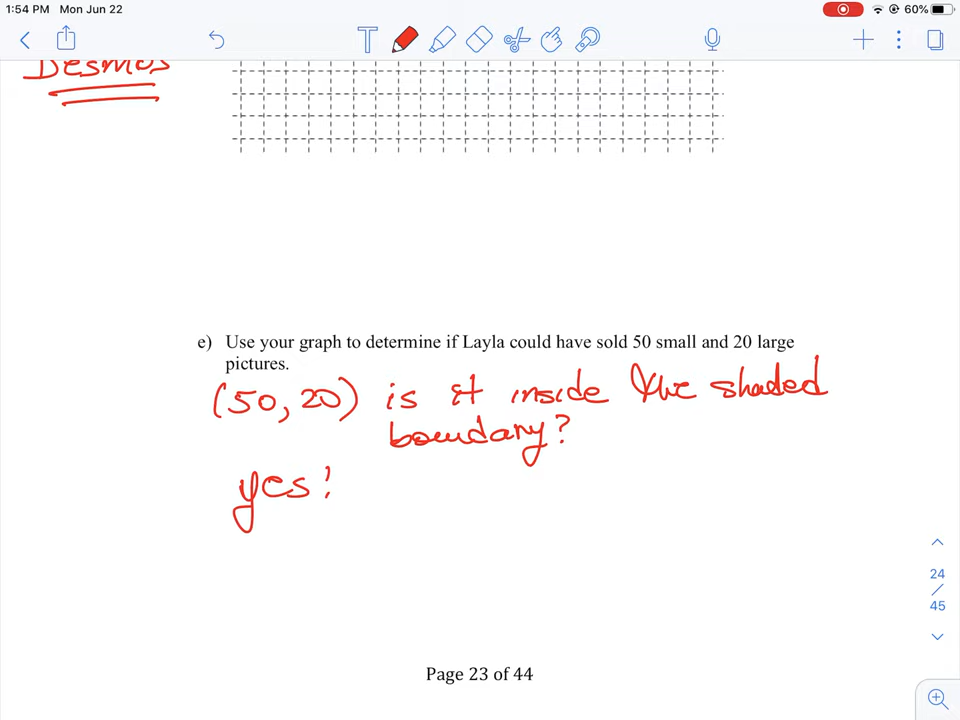 1:54 PM Mon Jun 22
60%
T
Desmos
e) Use your graph to determine if Layla could have sold 50 small and 20 large
pictures.
(50, 20) is it inside the shaded
boundary?
yes!
24
/
45
Page 23 of 44